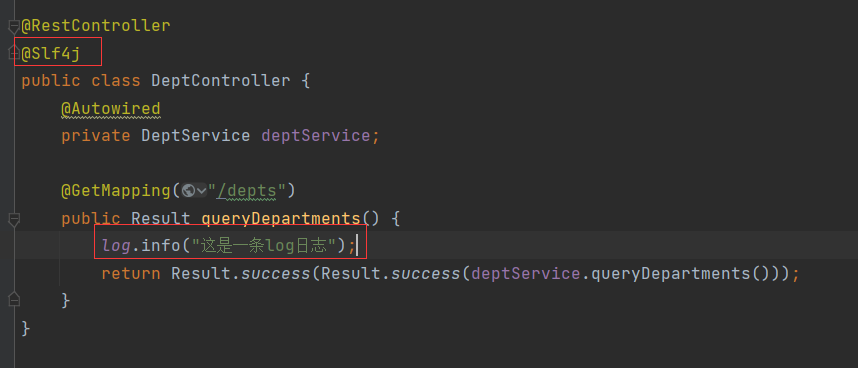 @RestController
@Slf4j
public class DeptController {
@Autowired
private DeptService deptService;
@GetMapping("/depts")
public Result queryDepartments() {
log.info("这是一条log日志");
return Result.success(Result.success(deptService.queryDepartments()));
}
}